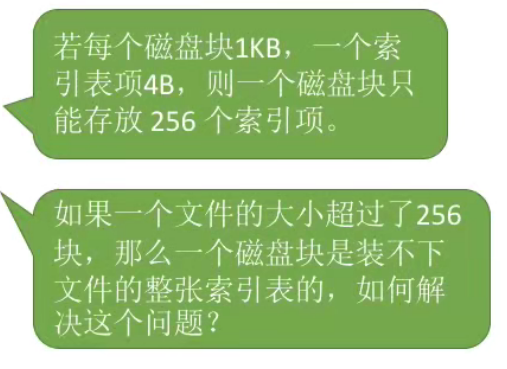 若每个磁盘块1KB，一个索
引表项4B，则一个磁盘块只
能存放 256 个索引项。
如果一个文件的大小超过了256
块，那么一个磁盘块是装不下
文件的整张索引表的，如何解
决这个问题？